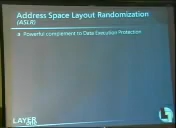 Address Space Layout Randomization
(ASLR)
Powerful complement to Data Execution Protection
LAYER